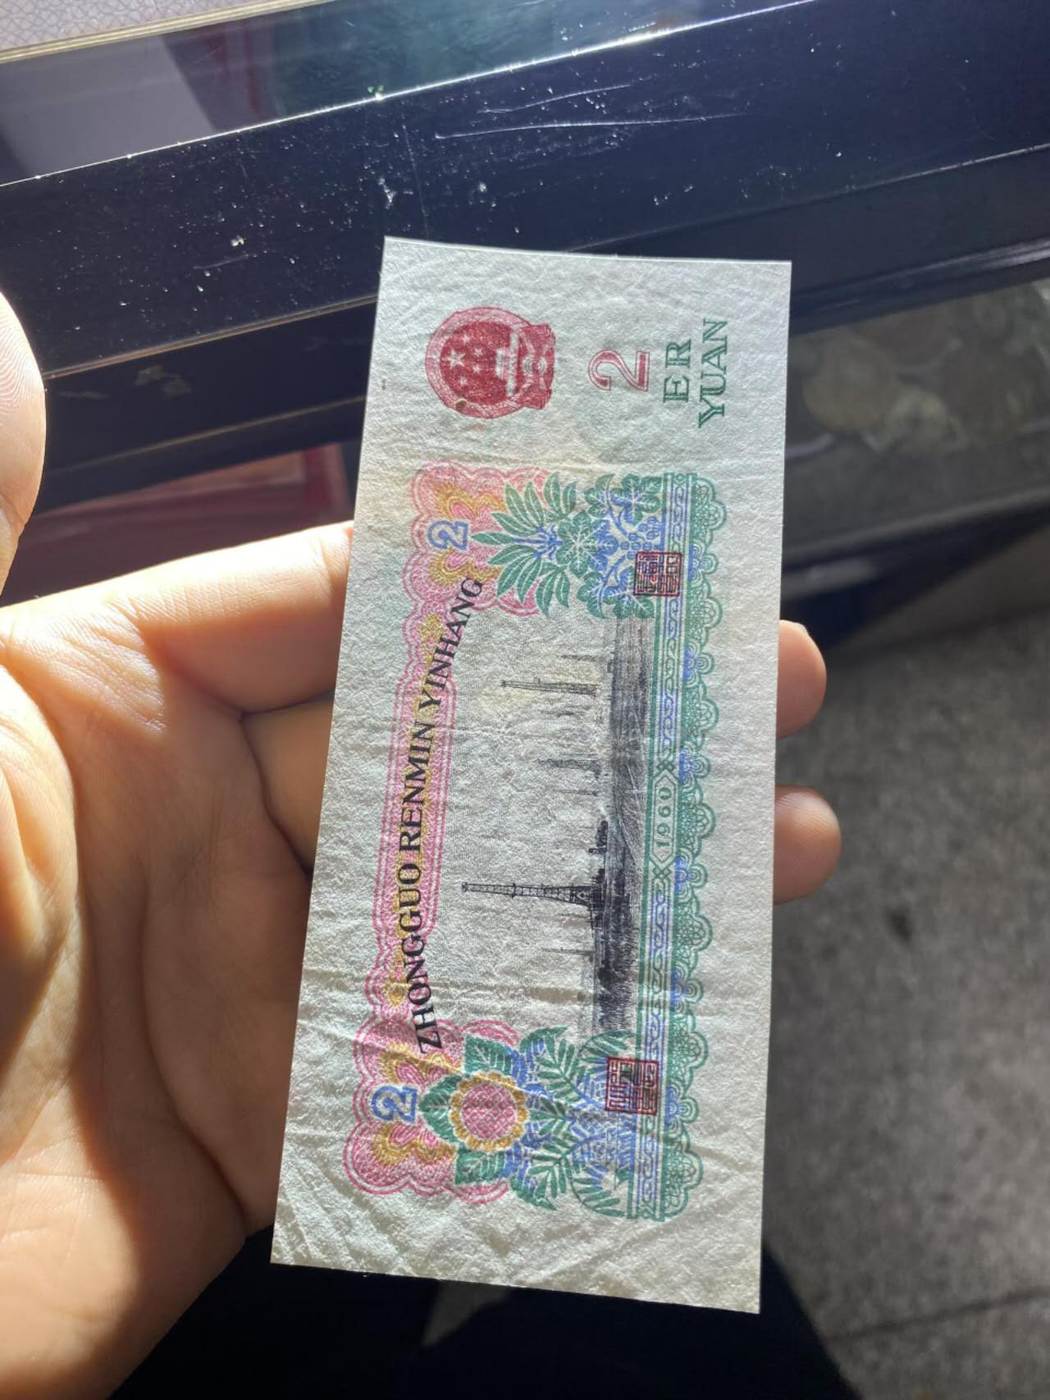 2
ER
YUAN
2
2
ZHONGGUO RENMIN YINHANG
1960